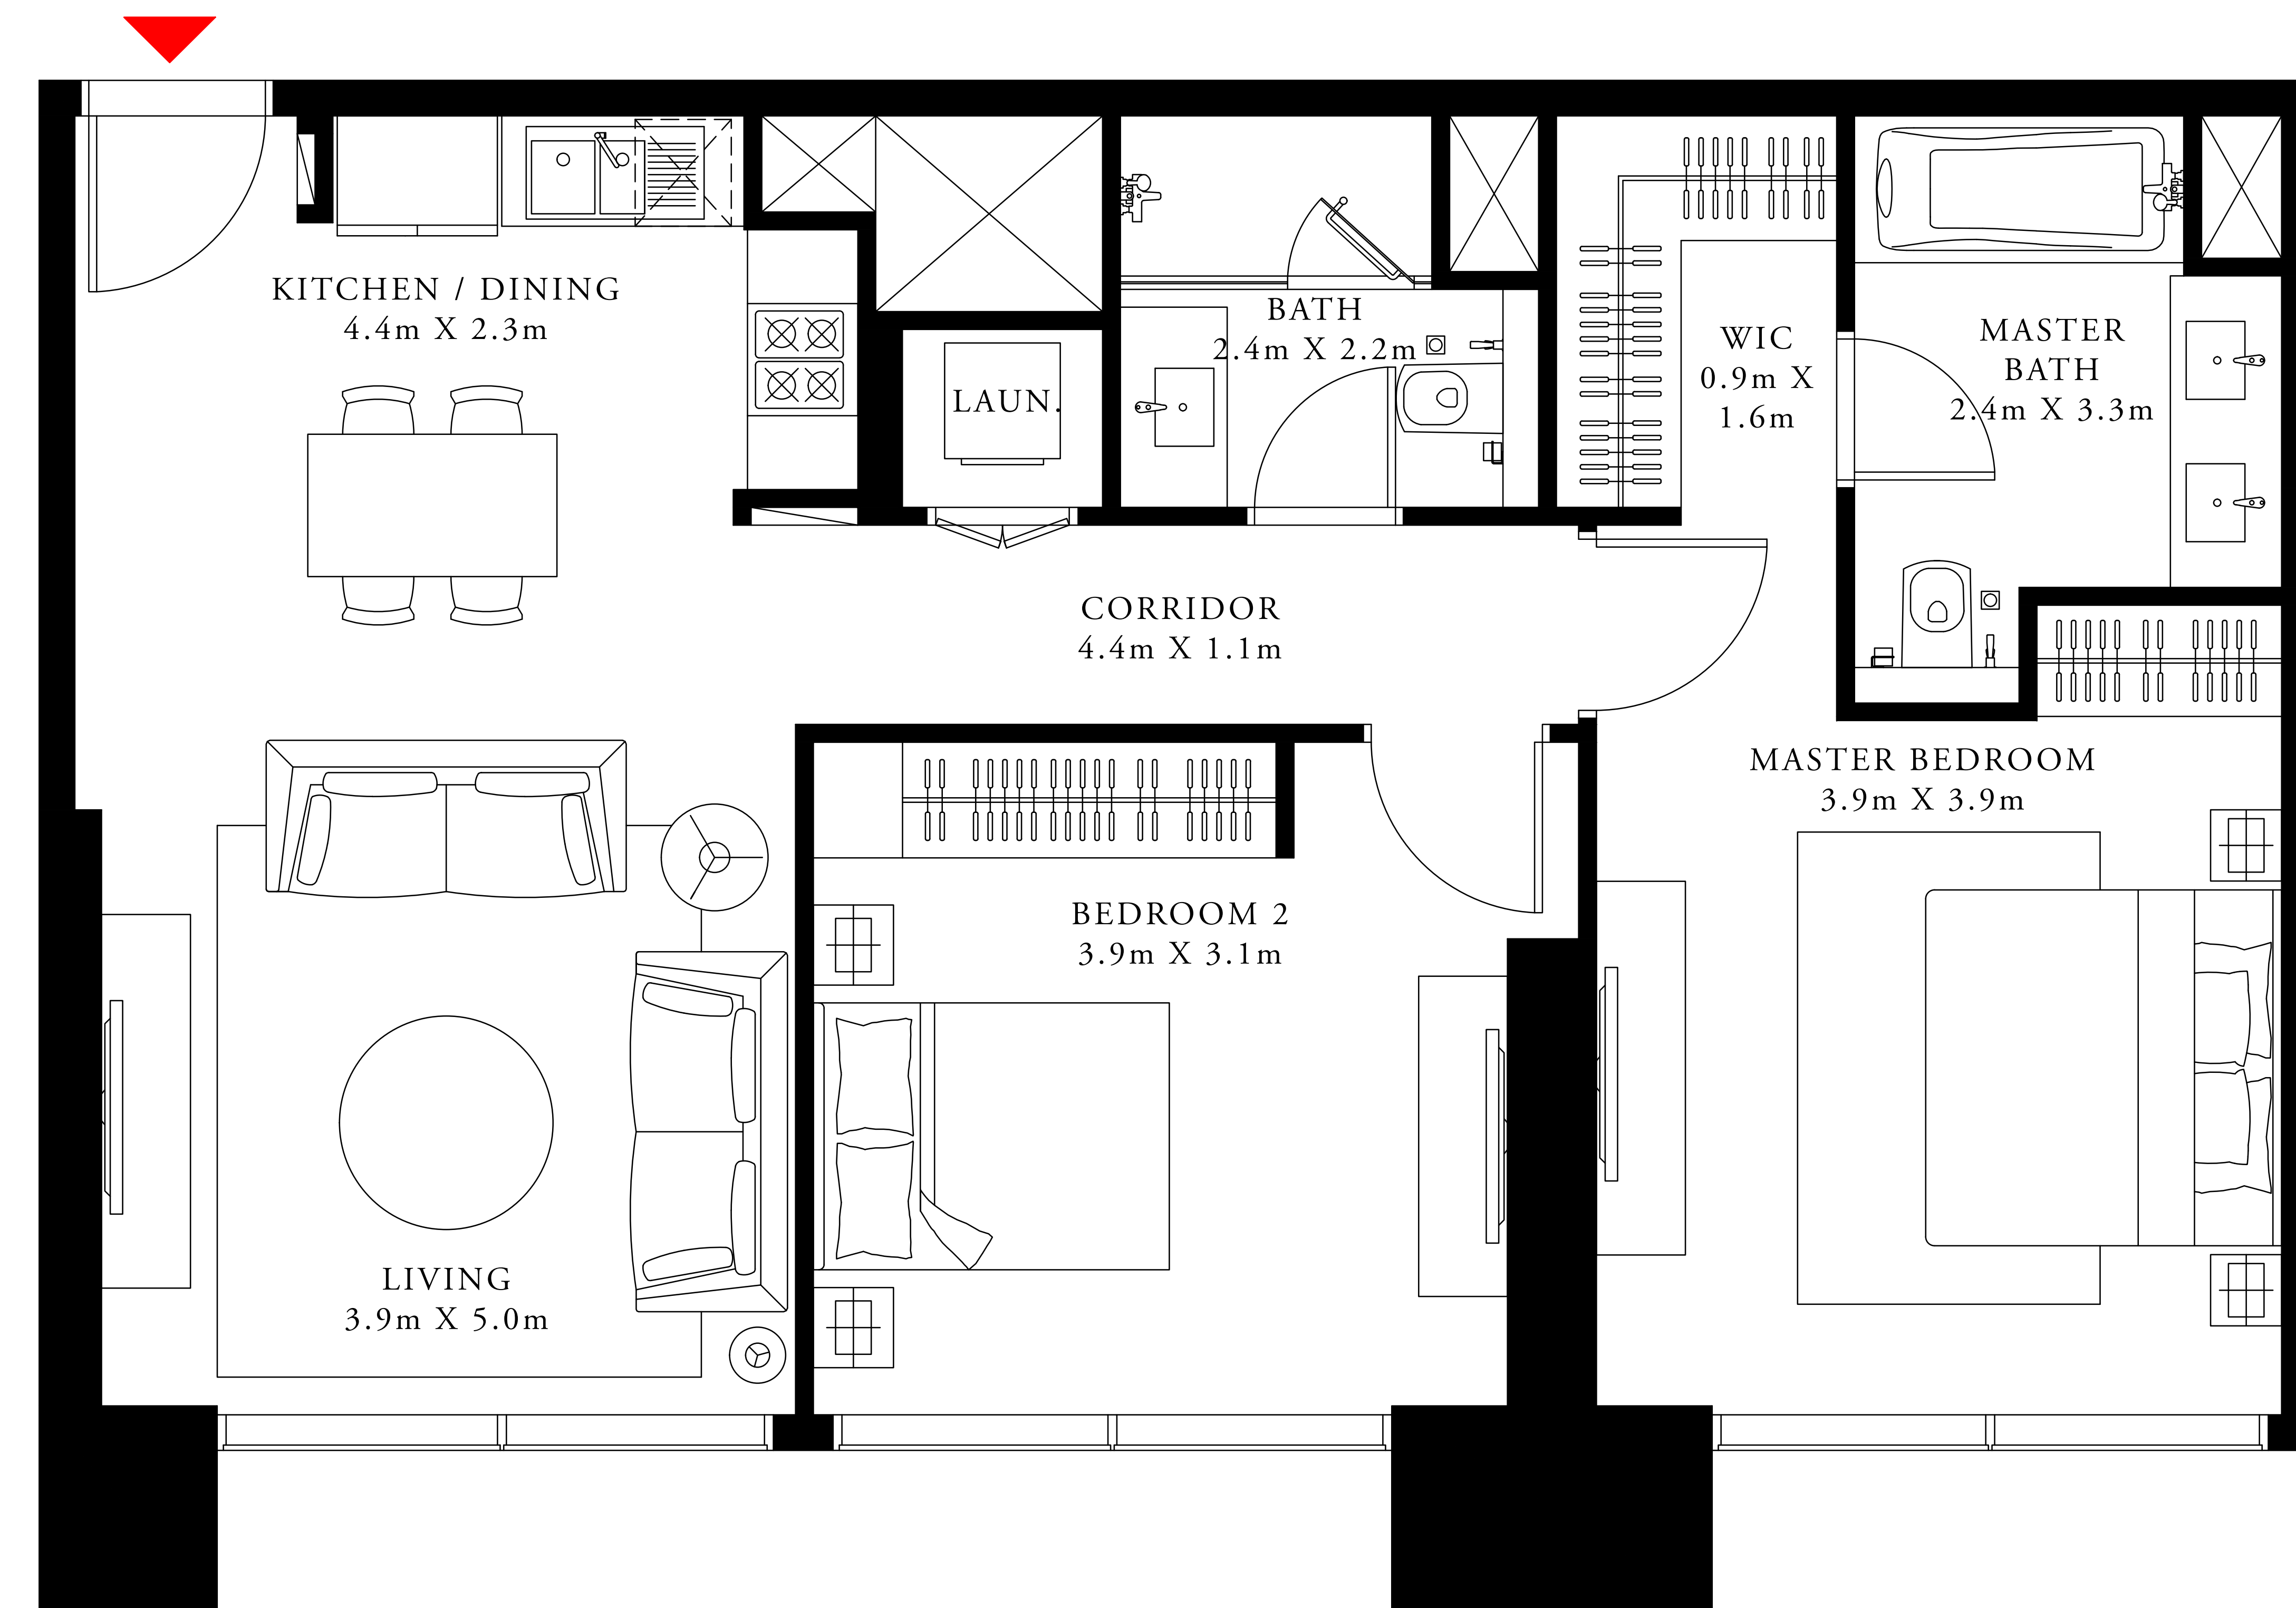 KITCHEN / DINING
4.4m X 2.3m
LAUN.
BATH
2.4m X 2.2m
WIC
0.9m X
1.6m
MASTER
BATH
2.4m X 3.3m
CORRIDOR
4.4m X 1.1m
MASTER BEDROOM
3.9m X 3.9m
BEDROOM 2
3.9m X 3.1m
LIVING
3.9m X 5.0m